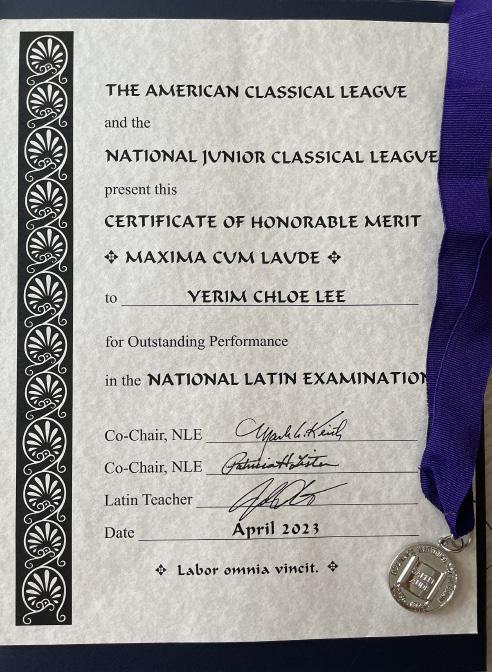 THE AMERICAN CLASSICAL LEAGUE
and the
NATIONAL JUNIOR CLASSICAL LEAGUE
present this
CERTIFICATE OF HONORABLE MERIT
MAXIMA CUM LAUDE
to YERIM CHLOE LEE
for Outstanding Performance
in the NATIONAL LATIN EXAMINATION
Co-Chair, NLE
Co-Chair, NLE
Latin Teacher
Date April 2023
Labor omnia vincit.